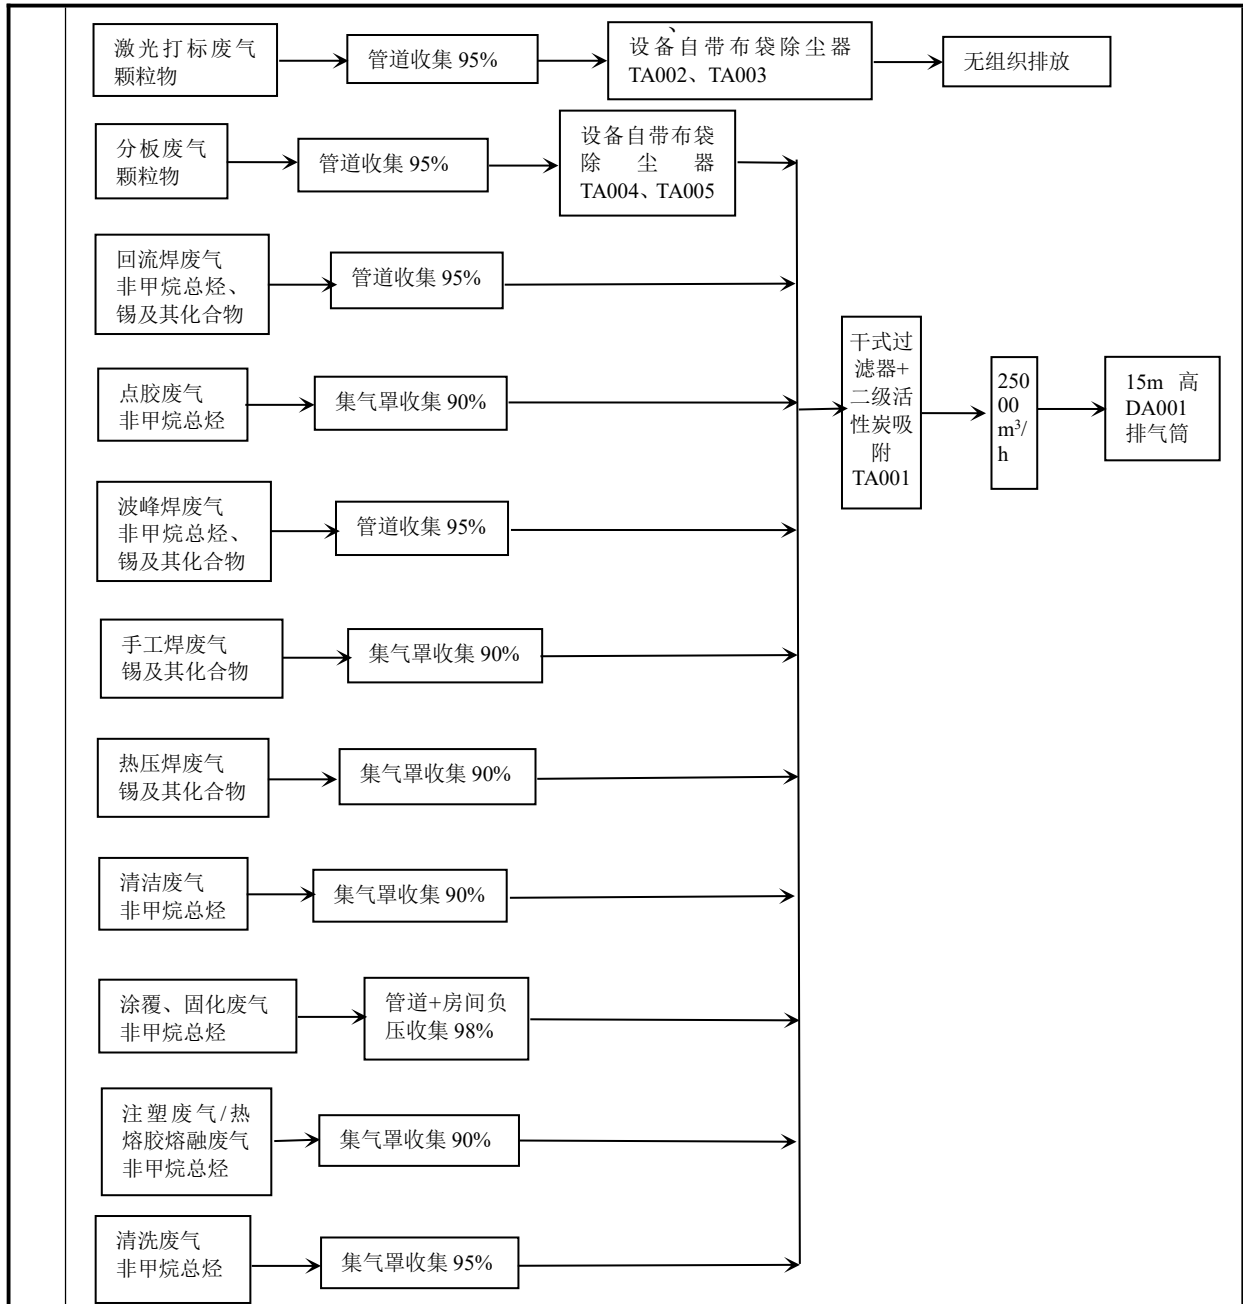 激光打标废气
颗粒物
管道收集 95%
、
设备自带布袋除尘器
TA002、TA003
无组织排放
分板废气
颗粒物
管道收集 95%
设备自带布袋
除尘器
TA004、TA005
回流焊废气
非甲烷总烃、
锡及其化合物
管道收集 95%
点胶废气
非甲烷总烃
集气罩收集 90%
干式过
滤器+
二级活
性炭吸
附
TA001
250
00
m³/
h
15m 高
DA001
排气筒
波峰焊废气
非甲烷总烃、
锡及其化合物
管道收集 95%
手工焊废气
锡及其化合物
集气罩收集 90%
热压焊废气
锡及其化合物
集气罩收集 90%
清洁废气
非甲烷总烃
集气罩收集 90%
涂覆、固化废气
非甲烷总烃
管道+房间负
压收集 98%
注塑废气/热
熔胶熔融废气
非甲烷总烃
集气罩收集 90%
清洗废气
非甲烷总烃
集气罩收集 95%